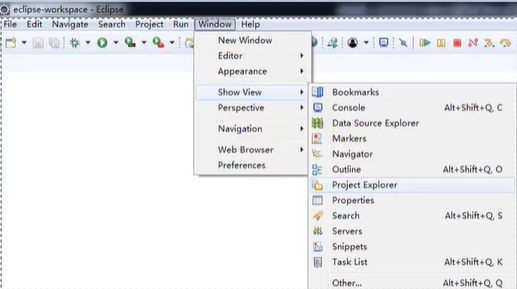 eclipse-workspace - Eclipse
File Edit Navigate Search Project Run Window Help
New Window
Editor
Appearance
Show View
Perspective
Navigation
Web Browser
Preferences
Bookmarks
Console Alt+Shift+Q, C
Data Source Explorer
Markers
Navigator
Outline Alt+Shift+Q, O
Project Explorer
Properties
Search Alt+Shift+Q, S
Servers
Snippets
Task List Alt+Shift+Q, K
Other... Alt+Shift+Q, Q